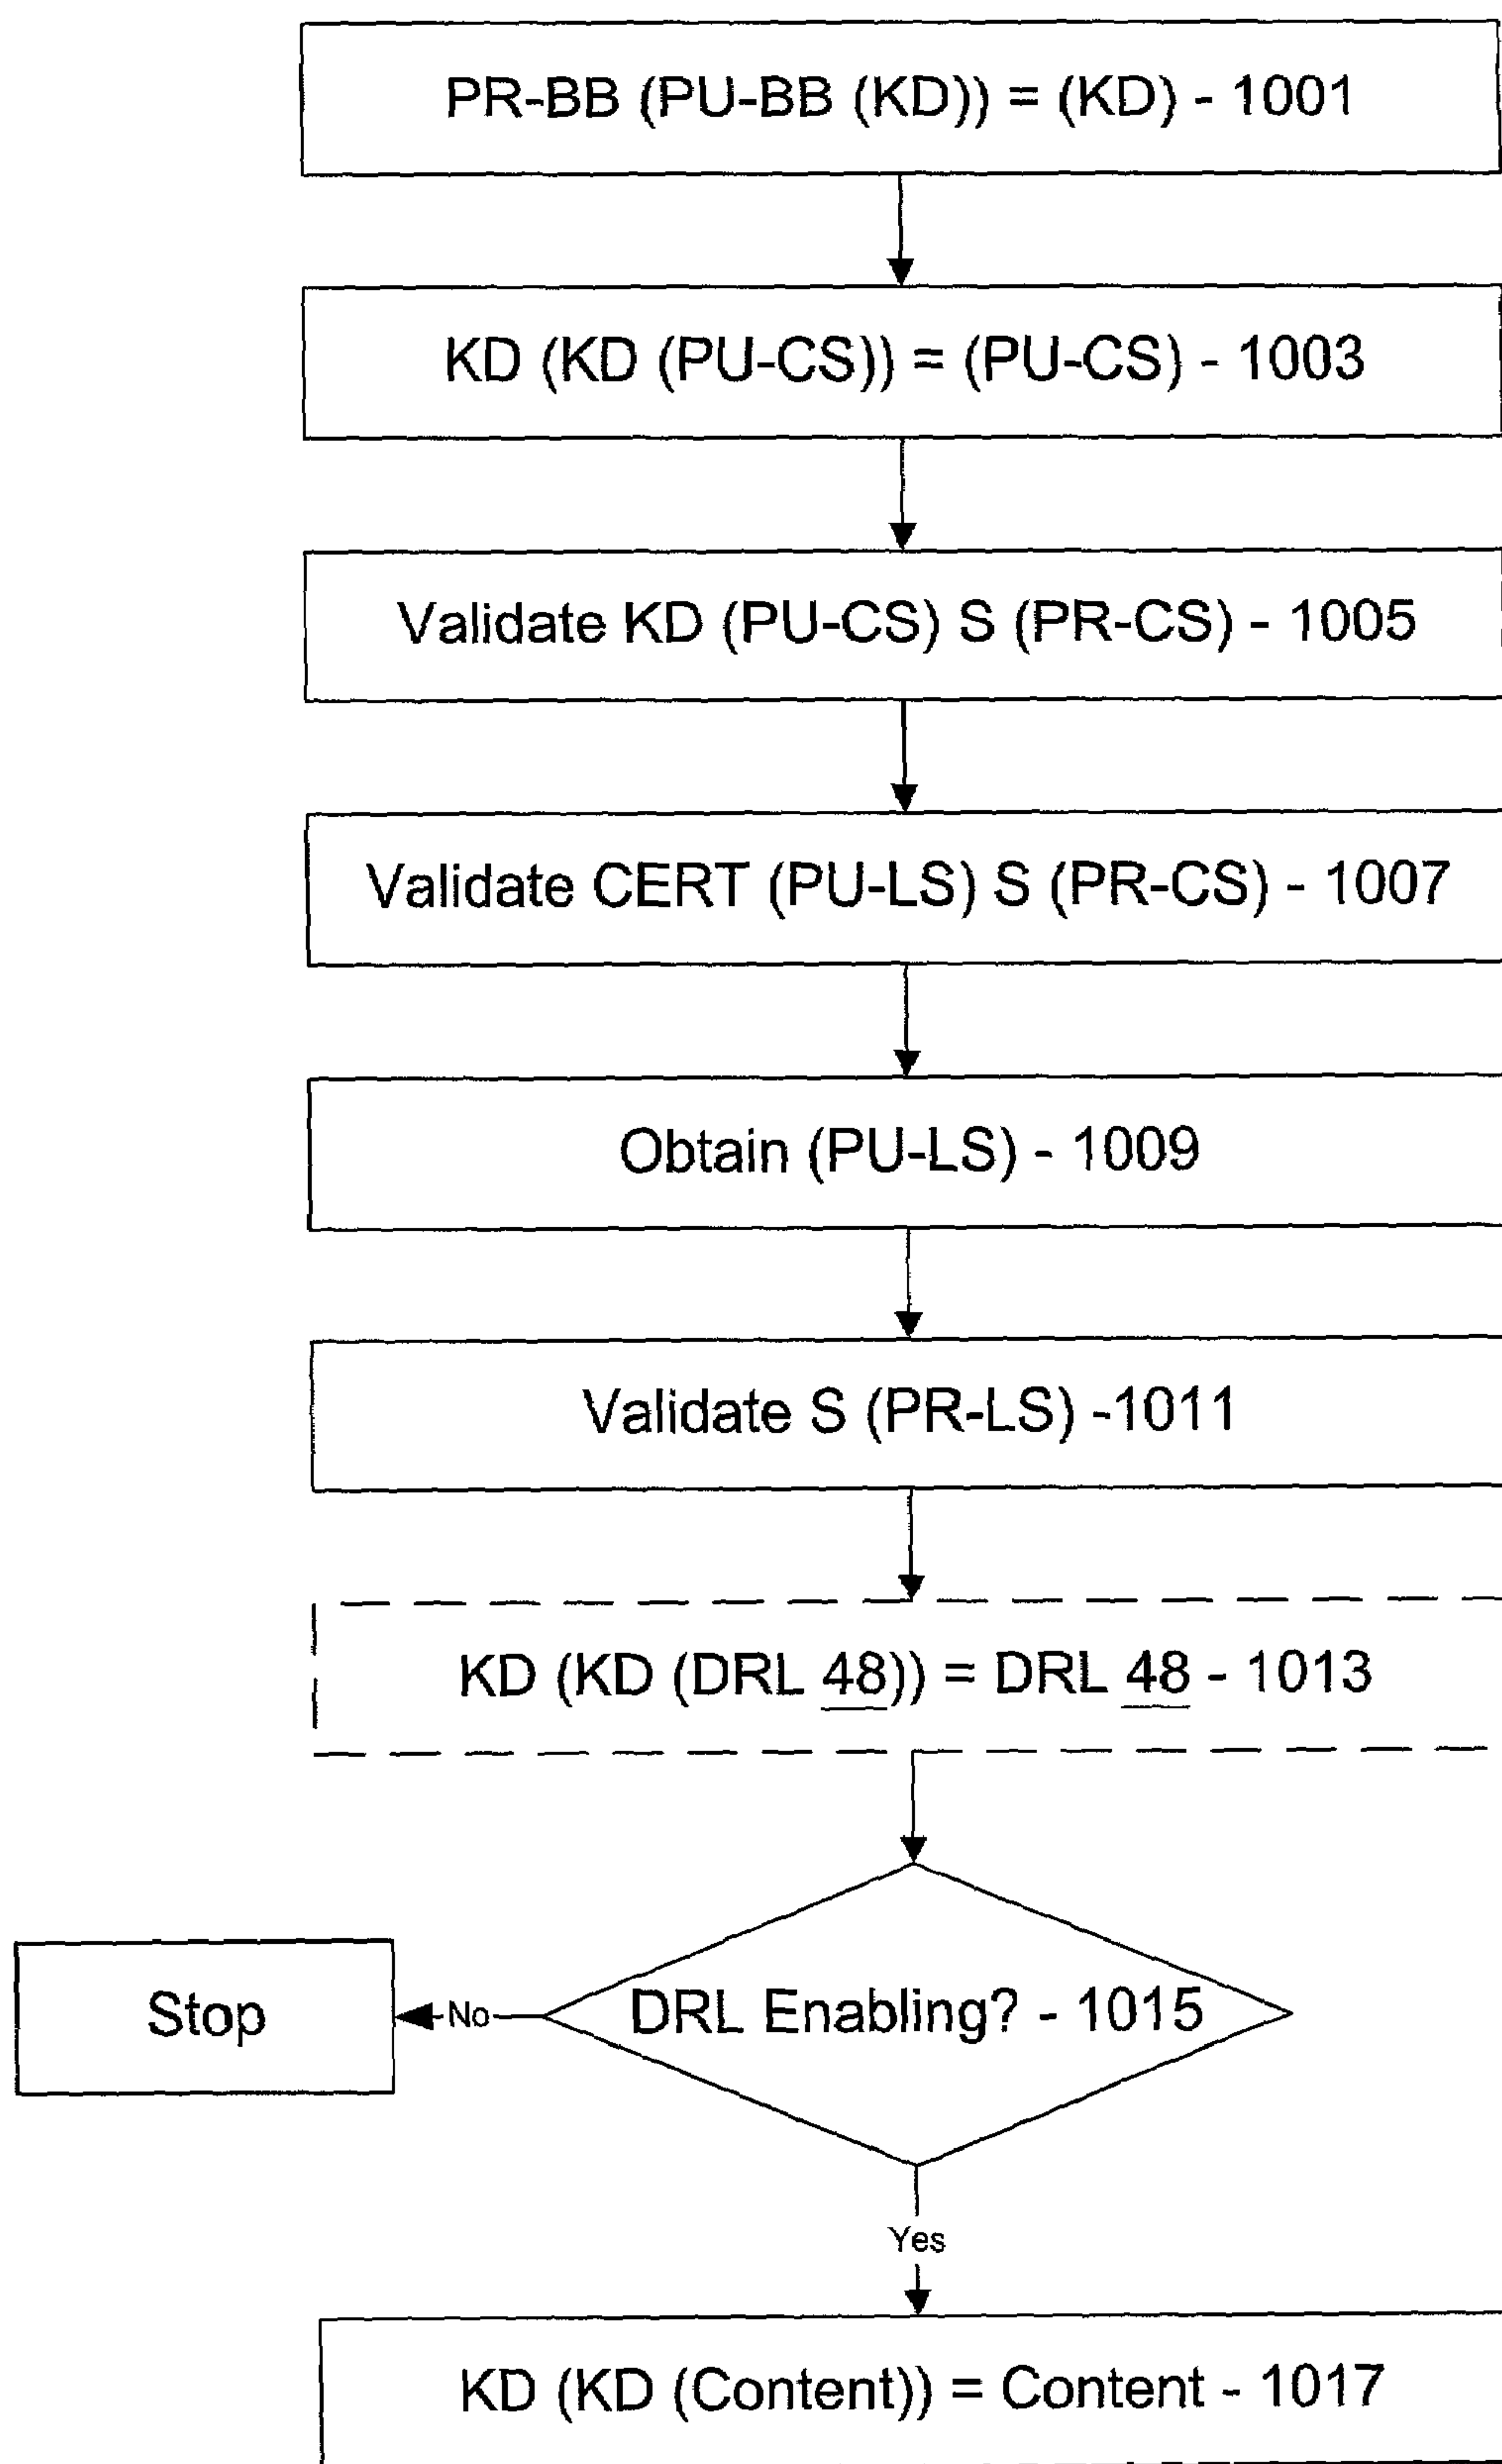 PR-BB (PU-BB (KD)) = (KD) - 1001
KD (KD (PU-CS)) = (PU-CS) - 1003
Validate KD (PU-CS) S (PR-CS) - 1005
Validate CERT (PU-LS) S (PR-CS) - 1007
Obtain (PU-LS) - 1009
Validate S (PR-LS) -1011
KD (KD (DRL 48)) = DRL 48 - 1013
DRL Enabling? - 1015
No
Stop
Yes
KD (KD (Content)) = Content - 1017